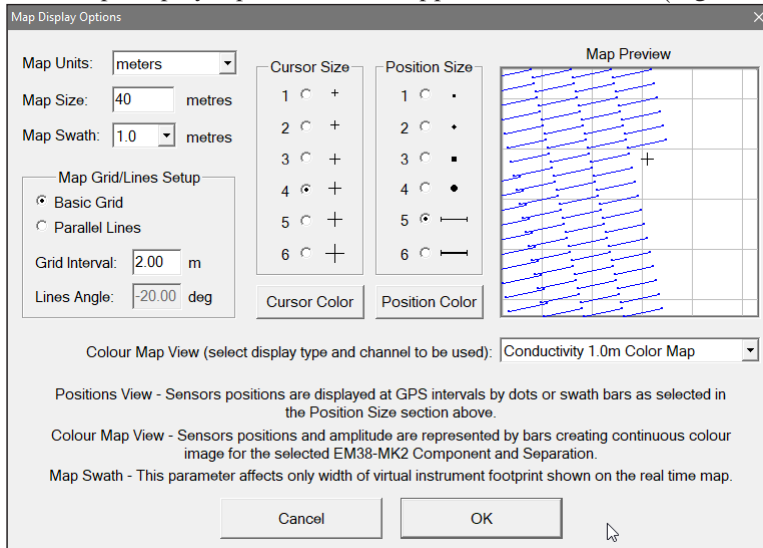 Map Display Options
Map Units: meters
Map Size: 40 metres
Map Swath: 1.0 metres
Map Grid/Lines Setup
Basic Grid
Parallel Lines
Grid Interval: 2.00 m
Lines Angle: -20.00 deg
Cursor Size
1
2
3
4
5
6
Cursor Color
Position Size
1
2
3
4
5
6
Position Color
Map Preview
Colour Map View (select display type and channel to be used): Conductivity 1.0m Color Map
Positions View - Sensors positions are displayed at GPS intervals by dots or swath bars as selected in
the Position Size section above.
Colour Map View - Sensors positions and amplitude are represented by bars creating continuous colour
image for the selected EM38-MK2 Component and Separation.
Map Swath - This parameter affects only width of virtual instrument footprint shown on the real time map.
Cancel OK